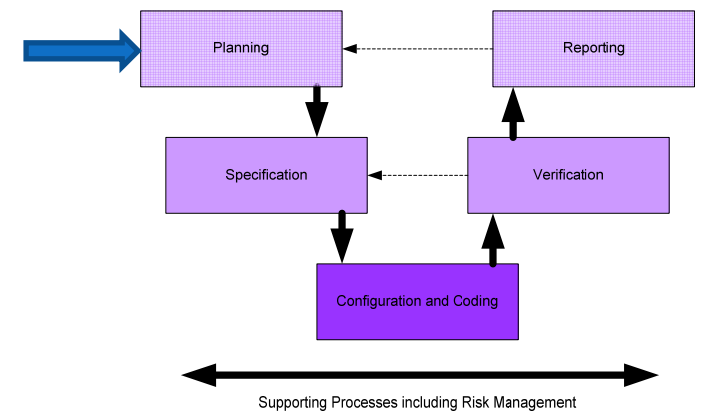 Planning
Reporting
Specification
Verification
Configuration and Coding
Supporting Processes including Risk Management